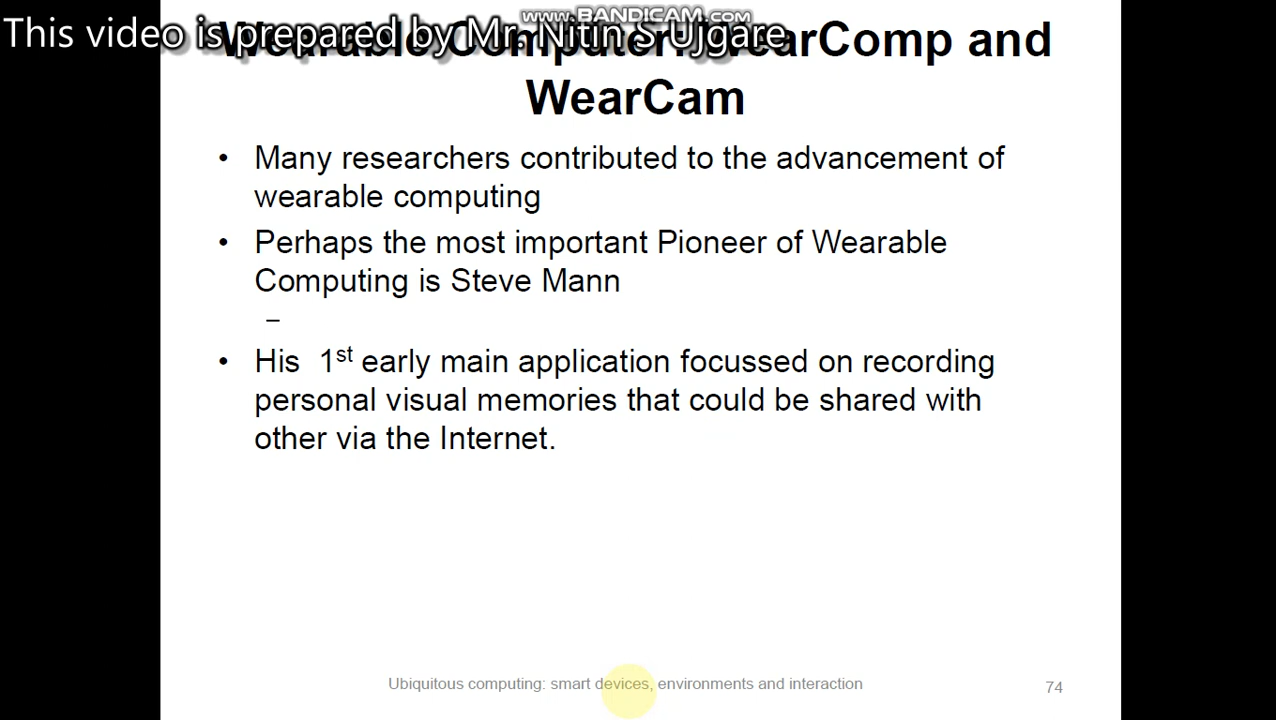 WWW.BANDICAM.COM
This video is prepared by Mr. Nitin S Ujgare
Wearable Computer: WearComp and
WearCam
• Many researchers contributed to the advancement of
wearable computing
• Perhaps the most important Pioneer of Wearable
Computing is Steve Mann
–
• His 1st early main application focussed on recording
personal visual memories that could be shared with
other via the Internet.
Ubiquitous computing: smart devices, environments and interaction
74